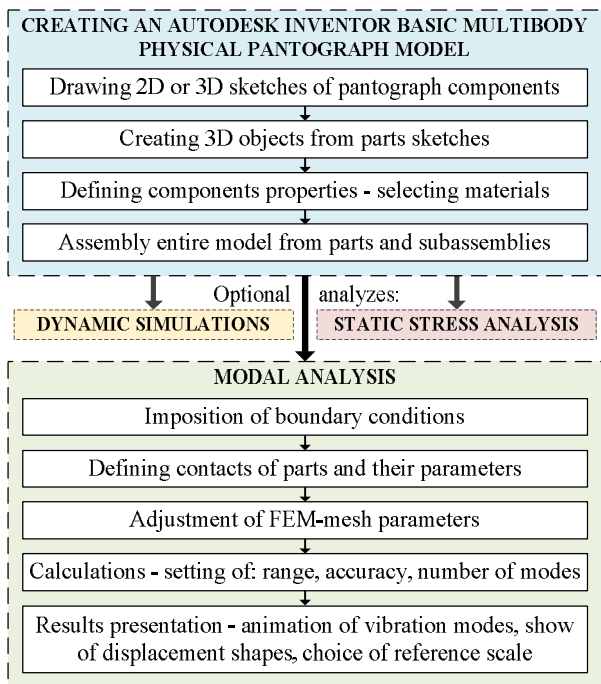 CREATING AN AUTODESK INVENTOR BASIC MULTIBODY
PHYSICAL PANTOGRAPH MODEL
Drawing 2D or 3D sketches of pantograph components
Creating 3D objects from parts sketches
Defining components properties - selecting materials
Assembly entire model from parts and subassemblies
Optional analyzes:
DYNAMIC SIMULATIONS
STATIC STRESS ANALYSIS
MODAL ANALYSIS
Imposition of boundary conditions
Defining contacts of parts and their parameters
Adjustment of FEM-mesh parameters
Calculations - setting of: range, accuracy, number of modes
Results presentation - animation of vibration modes, show
of displacement shapes, choice of reference scale